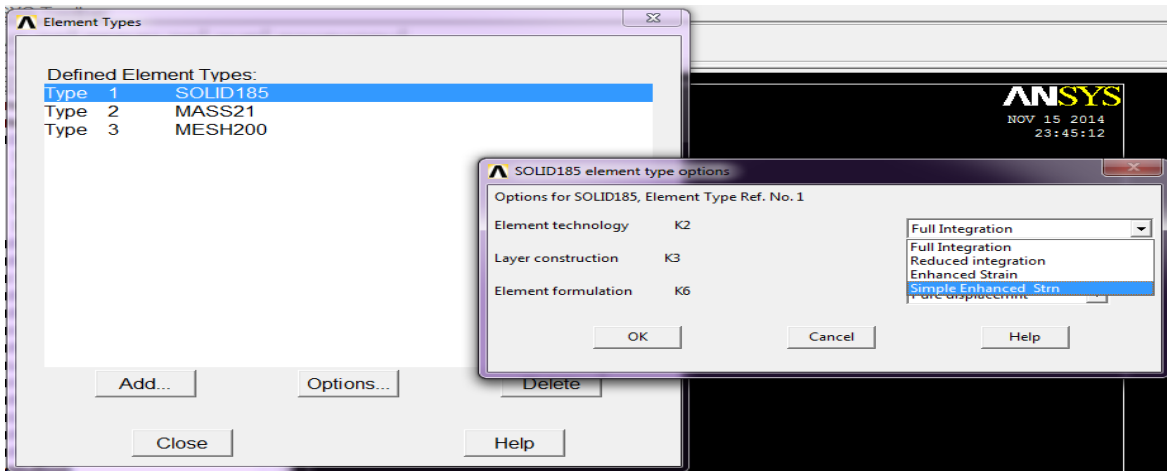 Element Types
Defined Element Types:
Type 1 SOLID185
Type 2 MASS21
Type 3 MESH200
Add...
Options...
Delete
Close
Help
ANSYS
NOV 15 2014
23:45:12
SOLID185 element type options
Options for SOLID185, Element Type Ref. No. 1
Element technology K2
Full Integration
Full Integration
Reduced integration
Enhanced Strain
Simple Enhanced Strn
Layer construction K3
Element formulation K6
Pure displacemnt
OK
Cancel
Help